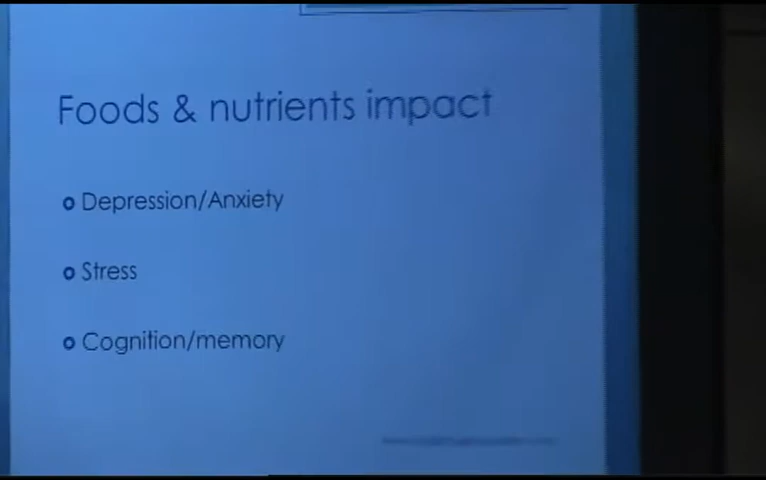 Foods & nutrients impact
Depression/Anxiety
Stress
Cognition/memory